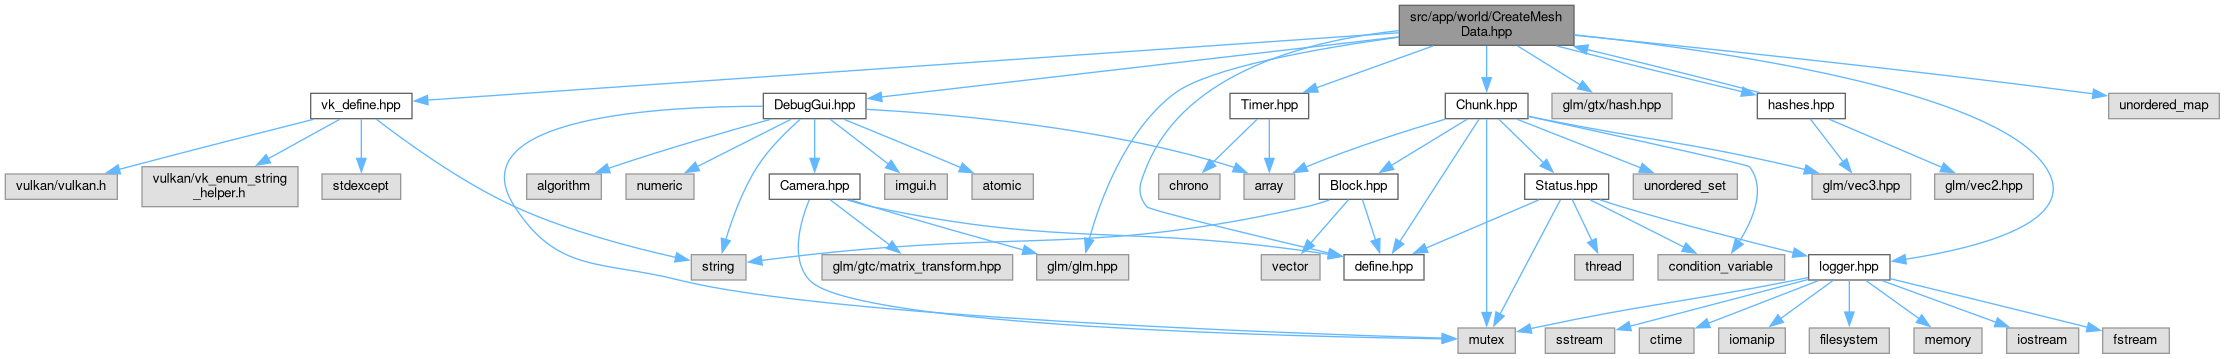 src/app/world/CreateMesh
Data.hpp
vk_define.hpp
DebugGui.hpp
Timer.hpp
Chunk.hpp
glm/gtx/hash.hpp
hashes.hpp
unordered_map
vulkan/vulkan.h
vulkan/vk_enum_string
_helper.h
stdexcept
algorithm
numeric
Camera.hpp
imgui.h
atomic
chrono
array
Block.hpp
Status.hpp
unordered_set
glm/vec3.hpp
glm/vec2.hpp
string
glm/gtc/matrix_transform.hpp
glm/glm.hpp
vector
define.hpp
thread
condition_variable
logger.hpp
mutex
sstream
ctime
iomanip
filesystem
memory
iostream
fstream